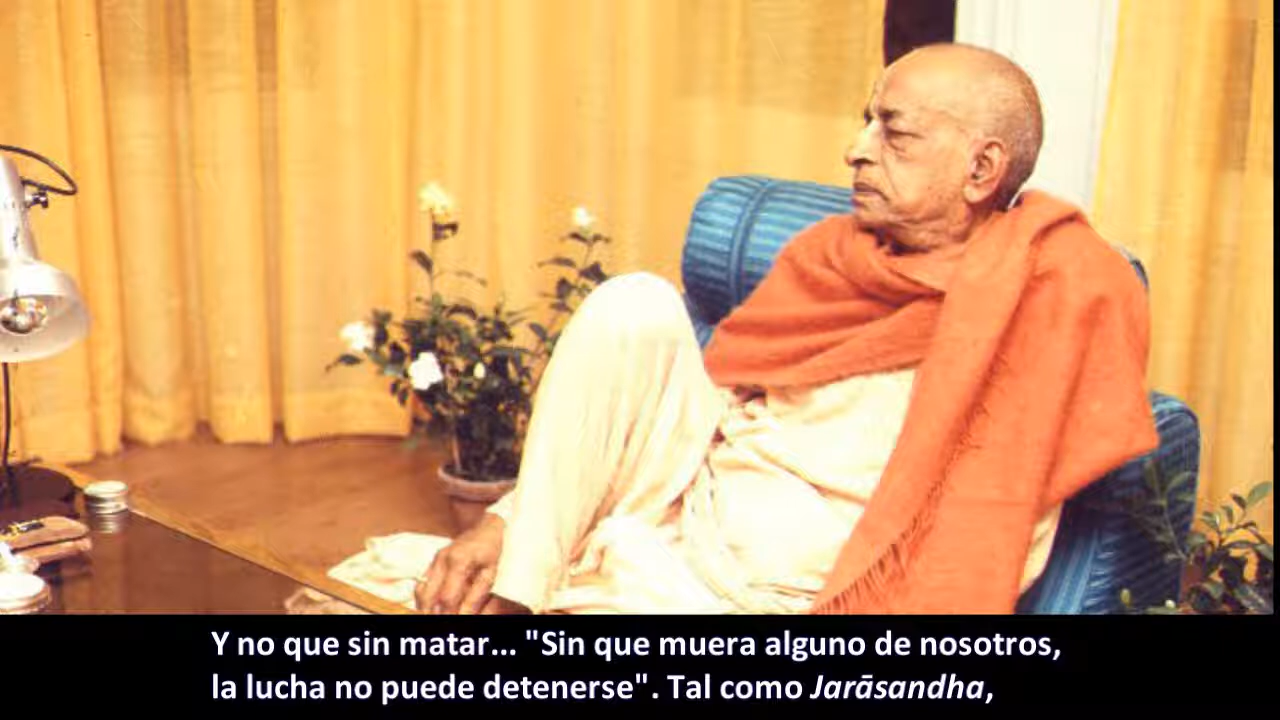 Y no que sin matar... "Sin que muera alguno de nosotros,
la lucha no puede detenerse". Tal como Jarāsandha,